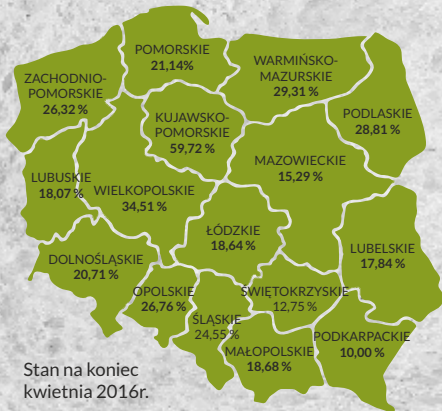 POMORSKIE
21,14%
WARMIŃSKO-
MAZURSKIE
29,31 %
ZACHODNIO-
POMORSKIE
26,32 %
KUJAWSKO-
POMORSKIE
59,72 %
PODLASKIE
28,81 %
MAZOWIECKIE
15,29 %
LUBUSKIE
18,07 %
WIELKOPOLSKIE
34,51 %
ŁÓDZKIE
18,64 %
LUBELSKIE
17,84 %
DOLNOŚLĄSKIE
20,71 %
OPOLSKIE
26,76 %
ŚLĄSKIE
24,55 %
ŚWIĘTOKRZYSKIE
12,75 %
MAŁOPOLSKIE
18,68 %
PODKARPACKIE
10,00 %
Stan na koniec
kwietnia 2016r.